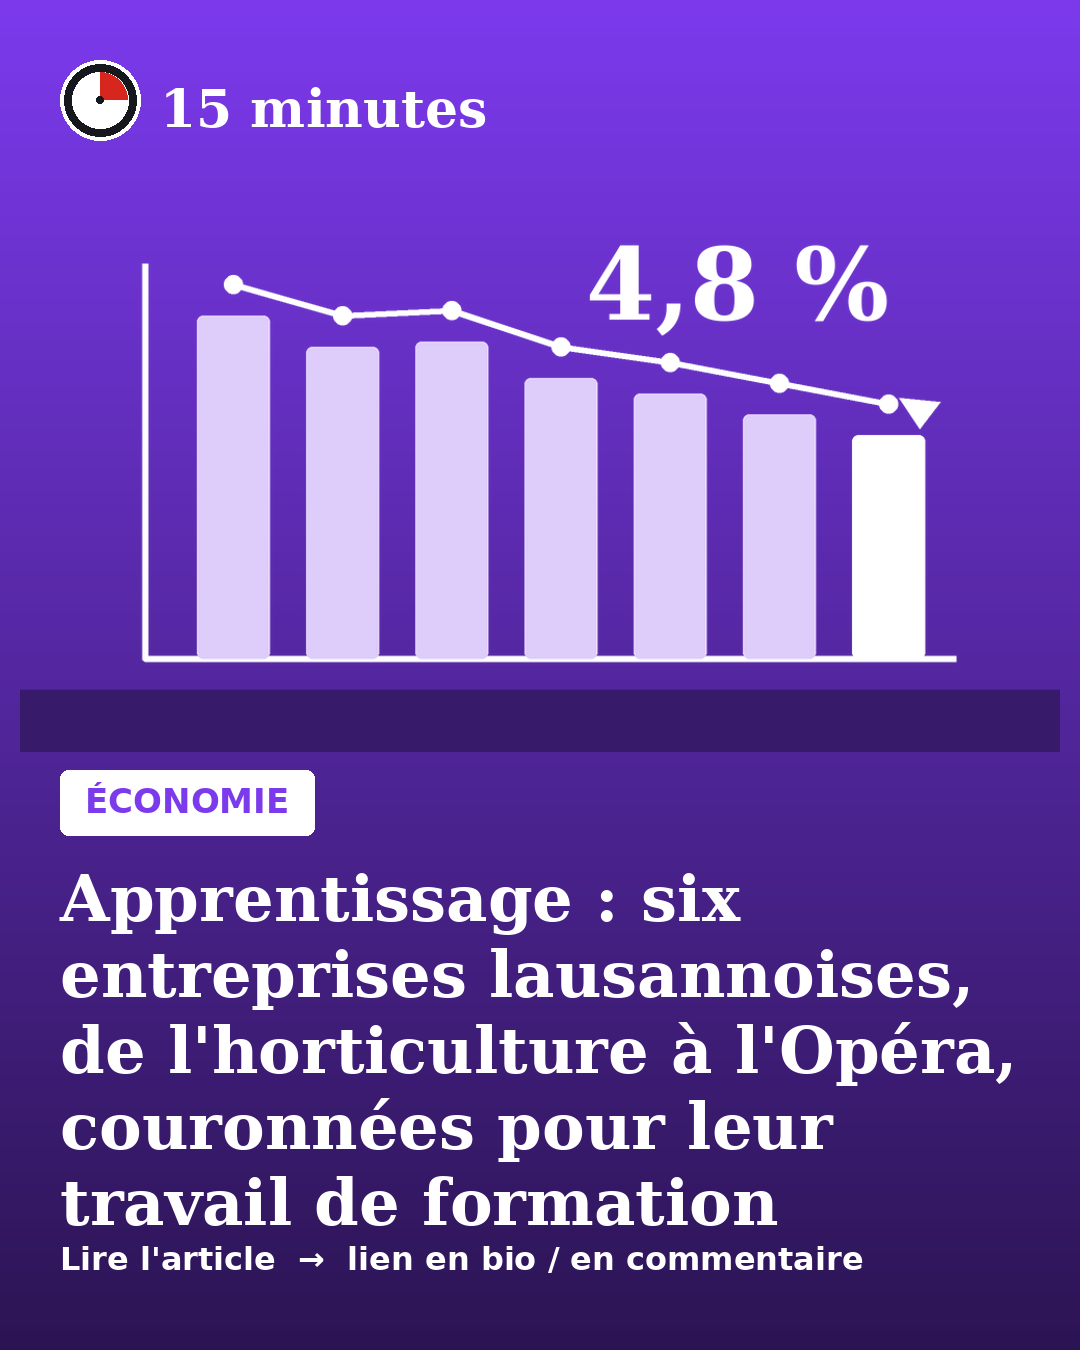 15 minutes
4,8 %
ÉCONOMIE
Apprentissage : six
entreprises lausannoises,
de l'horticulture à l'Opéra,
couronnées pour leur
travail de formation
Lire l'article → lien en bio / en commentaire